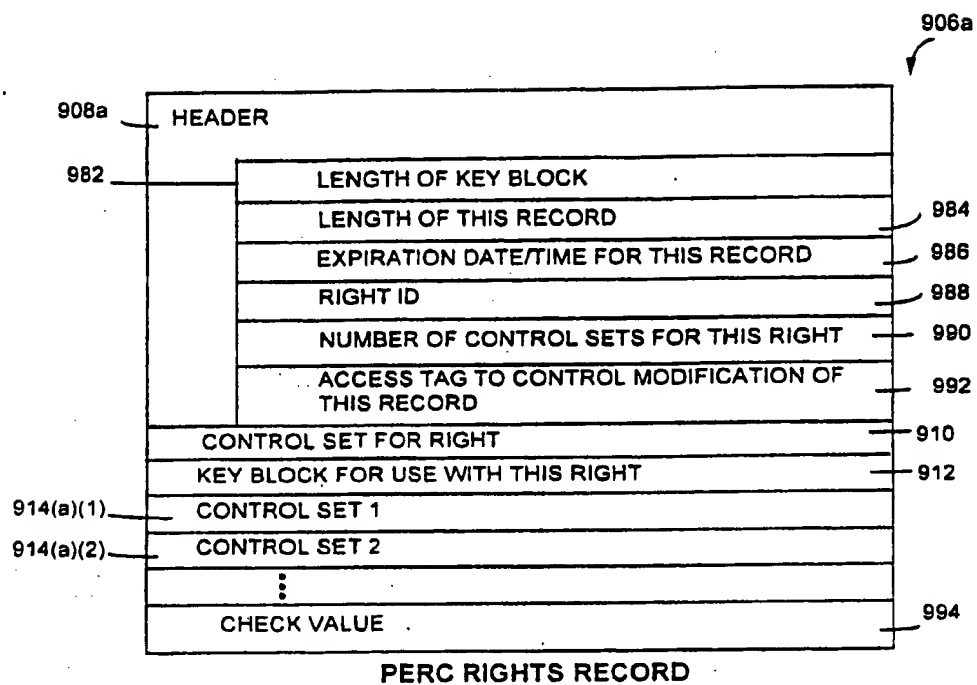 906a
908a HEADER
982 LENGTH OF KEY BLOCK
LENGTH OF THIS RECORD 984
EXPIRATION DATE/TIME FOR THIS RECORD 986
RIGHT ID 988
NUMBER OF CONTROL SETS FOR THIS RIGHT 990
ACCESS TAG TO CONTROL MODIFICATION OF
THIS RECORD 992
CONTROL SET FOR RIGHT 910
KEY BLOCK FOR USE WITH THIS RIGHT 912
914(a)(1) CONTROL SET 1
914(a)(2) CONTROL SET 2
CHECK VALUE 994
PERC RIGHTS RECORD